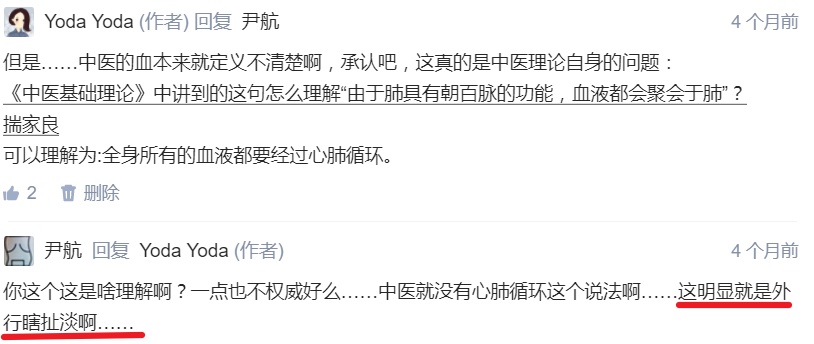 Yoda Yoda (作者) 回复 尹航 4 个月前
但是……中医的血本来就定义不清楚啊，承认吧，这真的是中医理论自身的问题：
《中医基础理论》中讲到的这句怎么理解“由于肺具有朝百脉的功能，血液都会聚会于肺”？
揣家良
可以理解为:全身所有的血液都要经过心肺循环。
2 删除
尹航 回复 Yoda Yoda (作者) 4 个月前
你这个这是啥理解啊？一点也不权威好么……中医就没有心肺循环这个说法啊……这明显就是外
行瞎扯淡啊……